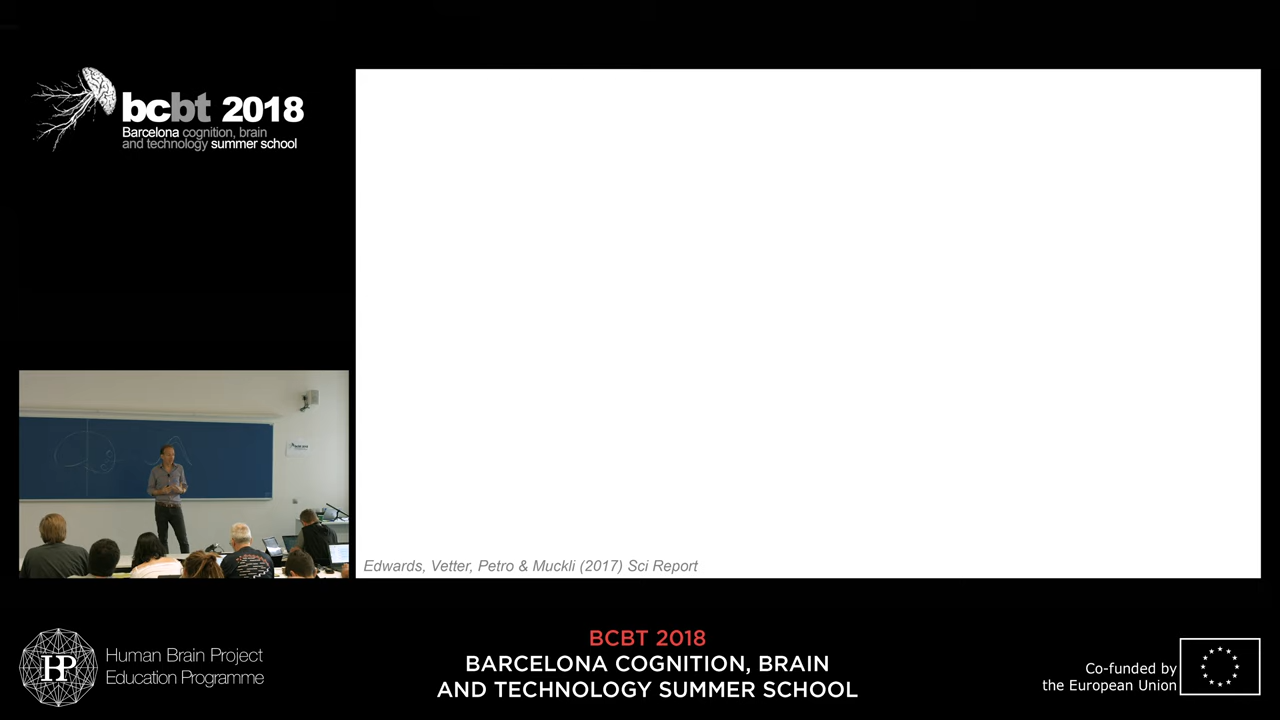 bcbt 2018
Barcelona cognition, brain
and technology summer school
Edwards, Vetter, Petro & Muckli (2017) Sci Report
HP
Human Brain Project
Education Programme
BCBT 2018
BARCELONA COGNITION, BRAIN
AND TECHNOLOGY SUMMER SCHOOL
Co-funded by
the European Union